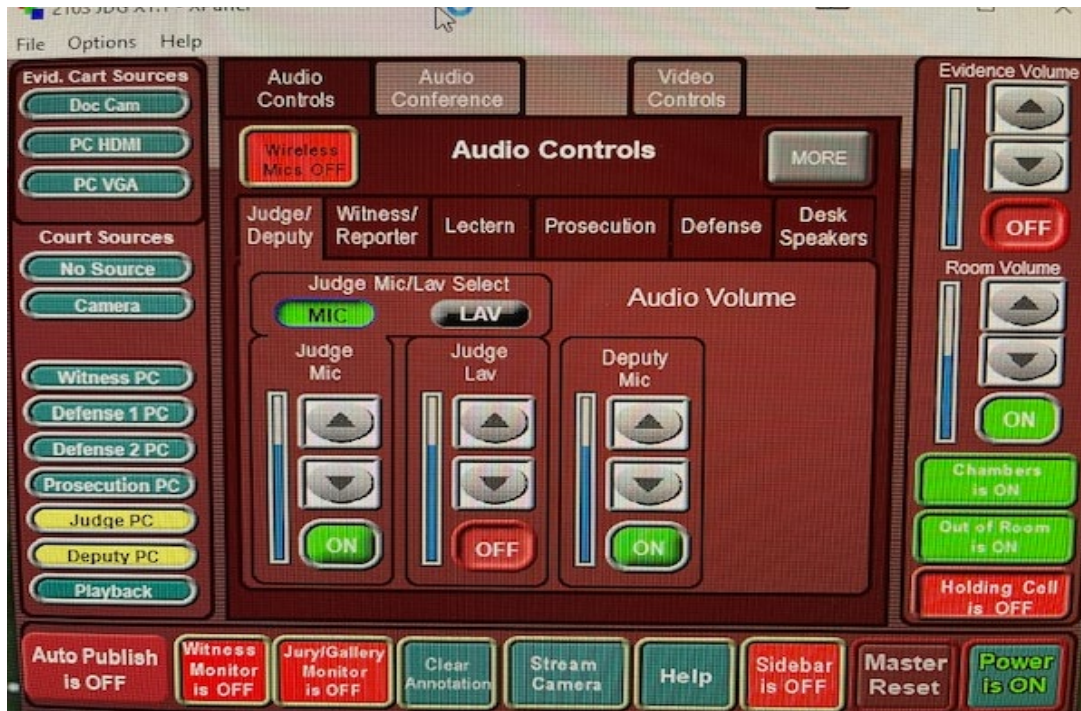 2103 JDG X1.1 - XPanel
File Options Help
Evid. Cart Sources
Doc Cam
PC HDMI
PC VGA
Court Sources
No Source
Camera
Witness PC
Defense 1 PC
Defense 2 PC
Prosecution PC
Judge PC
Deputy PC
Playback
Audio
Controls
Audio
Conference
Video
Controls
Wireless
Mics OFF
Audio Controls
MORE
Judge/
Deputy
Witness/
Reporter
Lectern
Prosecution
Defense
Desk
Speakers
Judge Mic/Lav Select
MIC
LAV
Audio Volume
Judge
Mic
ON
Judge
Lav
OFF
Deputy
Mic
ON
Evidence Volume
OFF
Room Volume
ON
Chambers
is ON
Out of Room
is ON
Holding Cell
is OFF
Auto Publish
is OFF
Witness
Monitor
is OFF
Jury/Gallery
Monitor
is OFF
Clear
Annotation
Stream
Camera
Help
Sidebar
is OFF
Master
Reset
Power
is ON